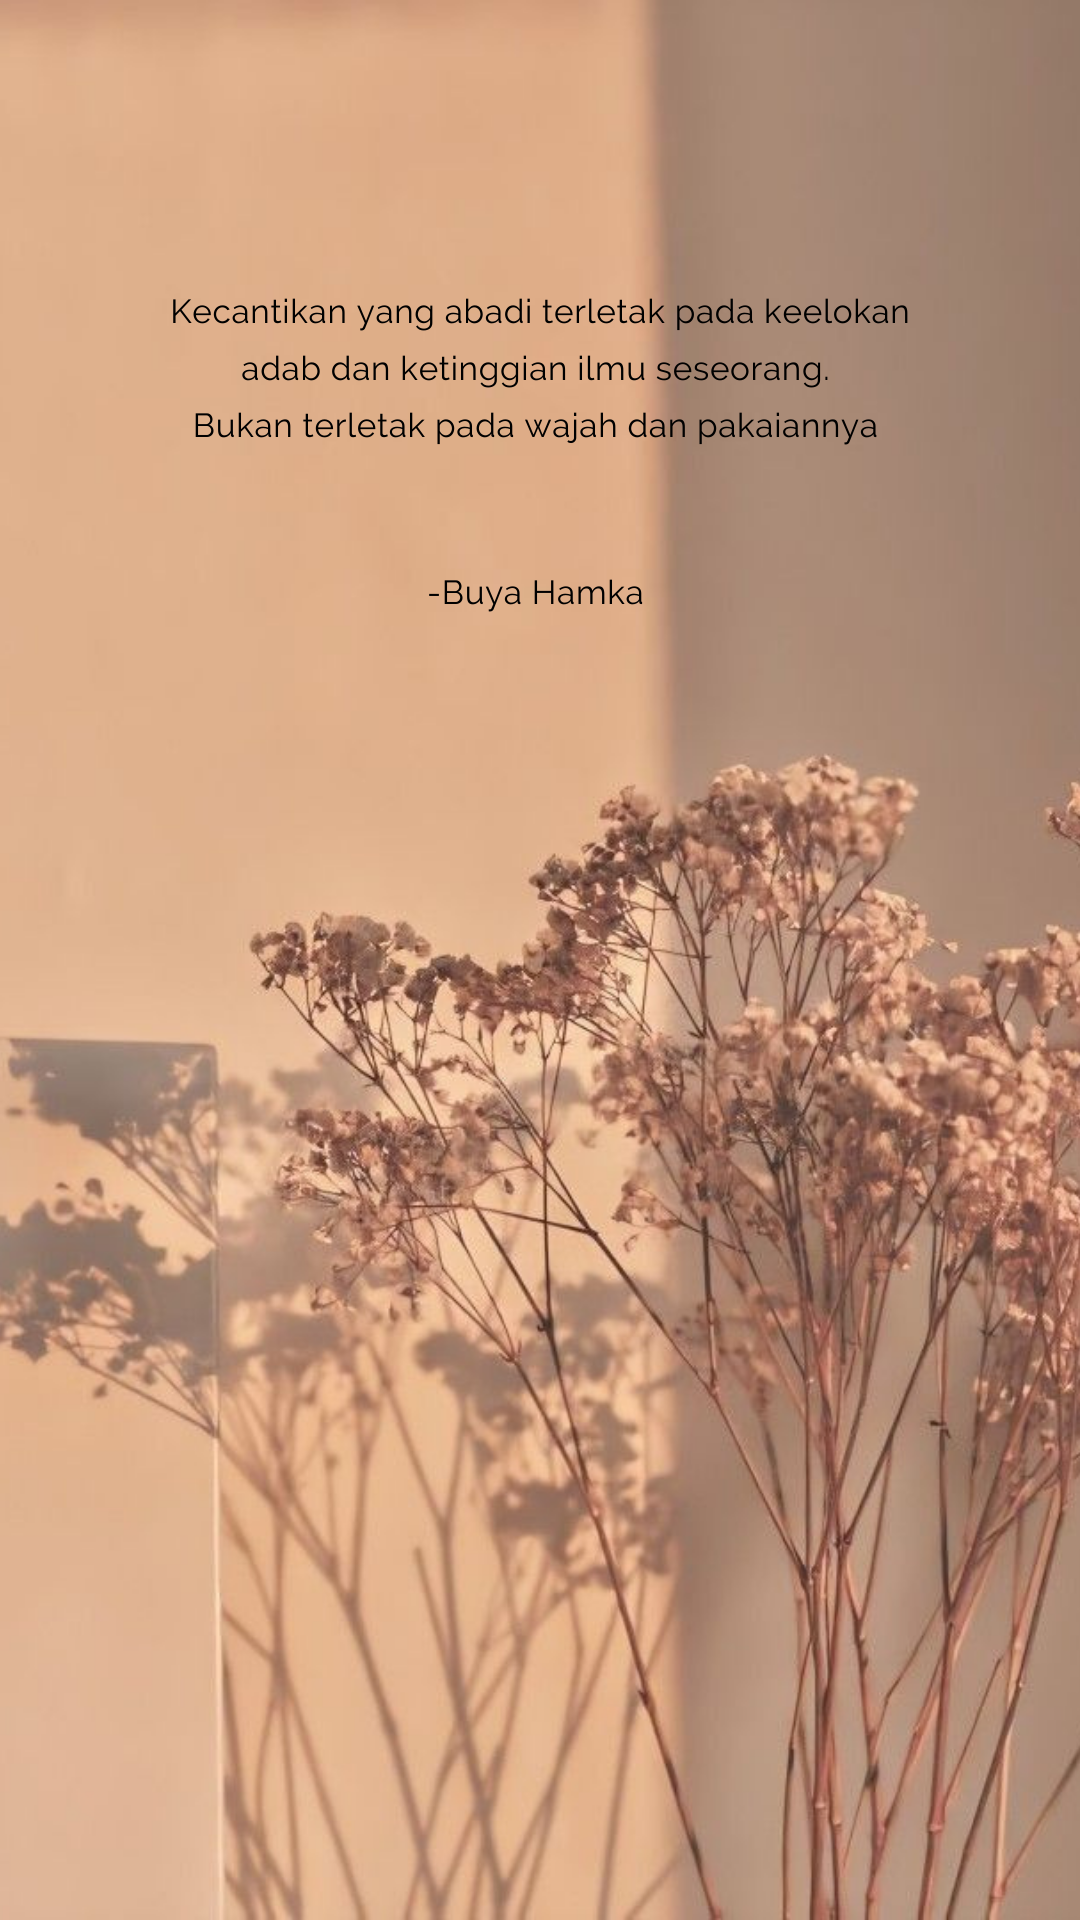 Kecantikan yang abadi terletak pada keelokan
adab dan ketinggian ilmu seseorang.
Bukan terletak pada wajah dan pakaiannya
-Buya Hamka